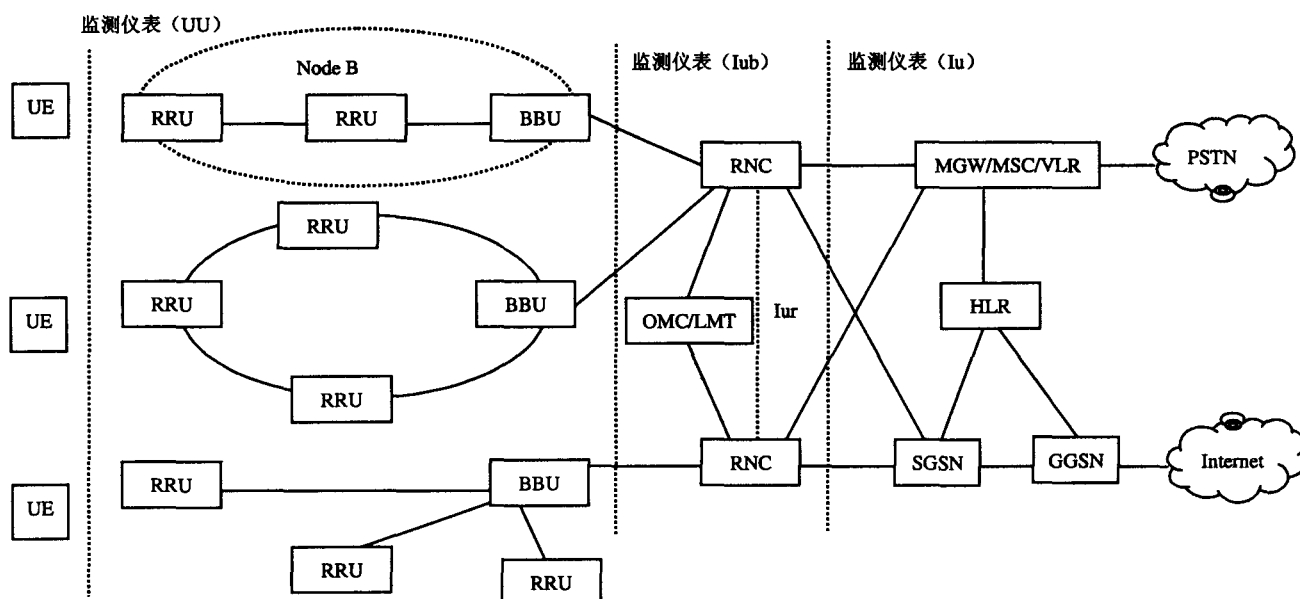 监测仪表（UU）
监测仪表（Iub）
监测仪表（Iu）
Node B
UE
RRU
RRU
BBU
RNC
MGW/MSC/VLR
PSTN
RRU
UE
RRU
BBU
OMC/LMT
Iur
HLR
RRU
UE
RRU
BBU
RNC
SGSN
GGSN
Internet
RRU
RRU